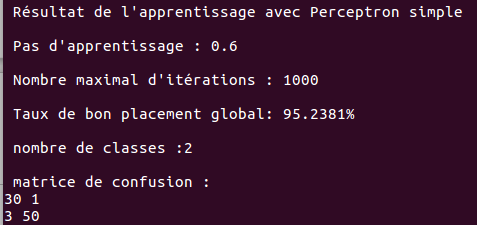 Résultat de l'apprentissage avec Perceptron simple
Pas d'apprentissage : 0.6
Nombre maximal d'itérations : 1000
Taux de bon placement global: 95.2381%
nombre de classes :2
matrice de confusion :
30 1
3 50